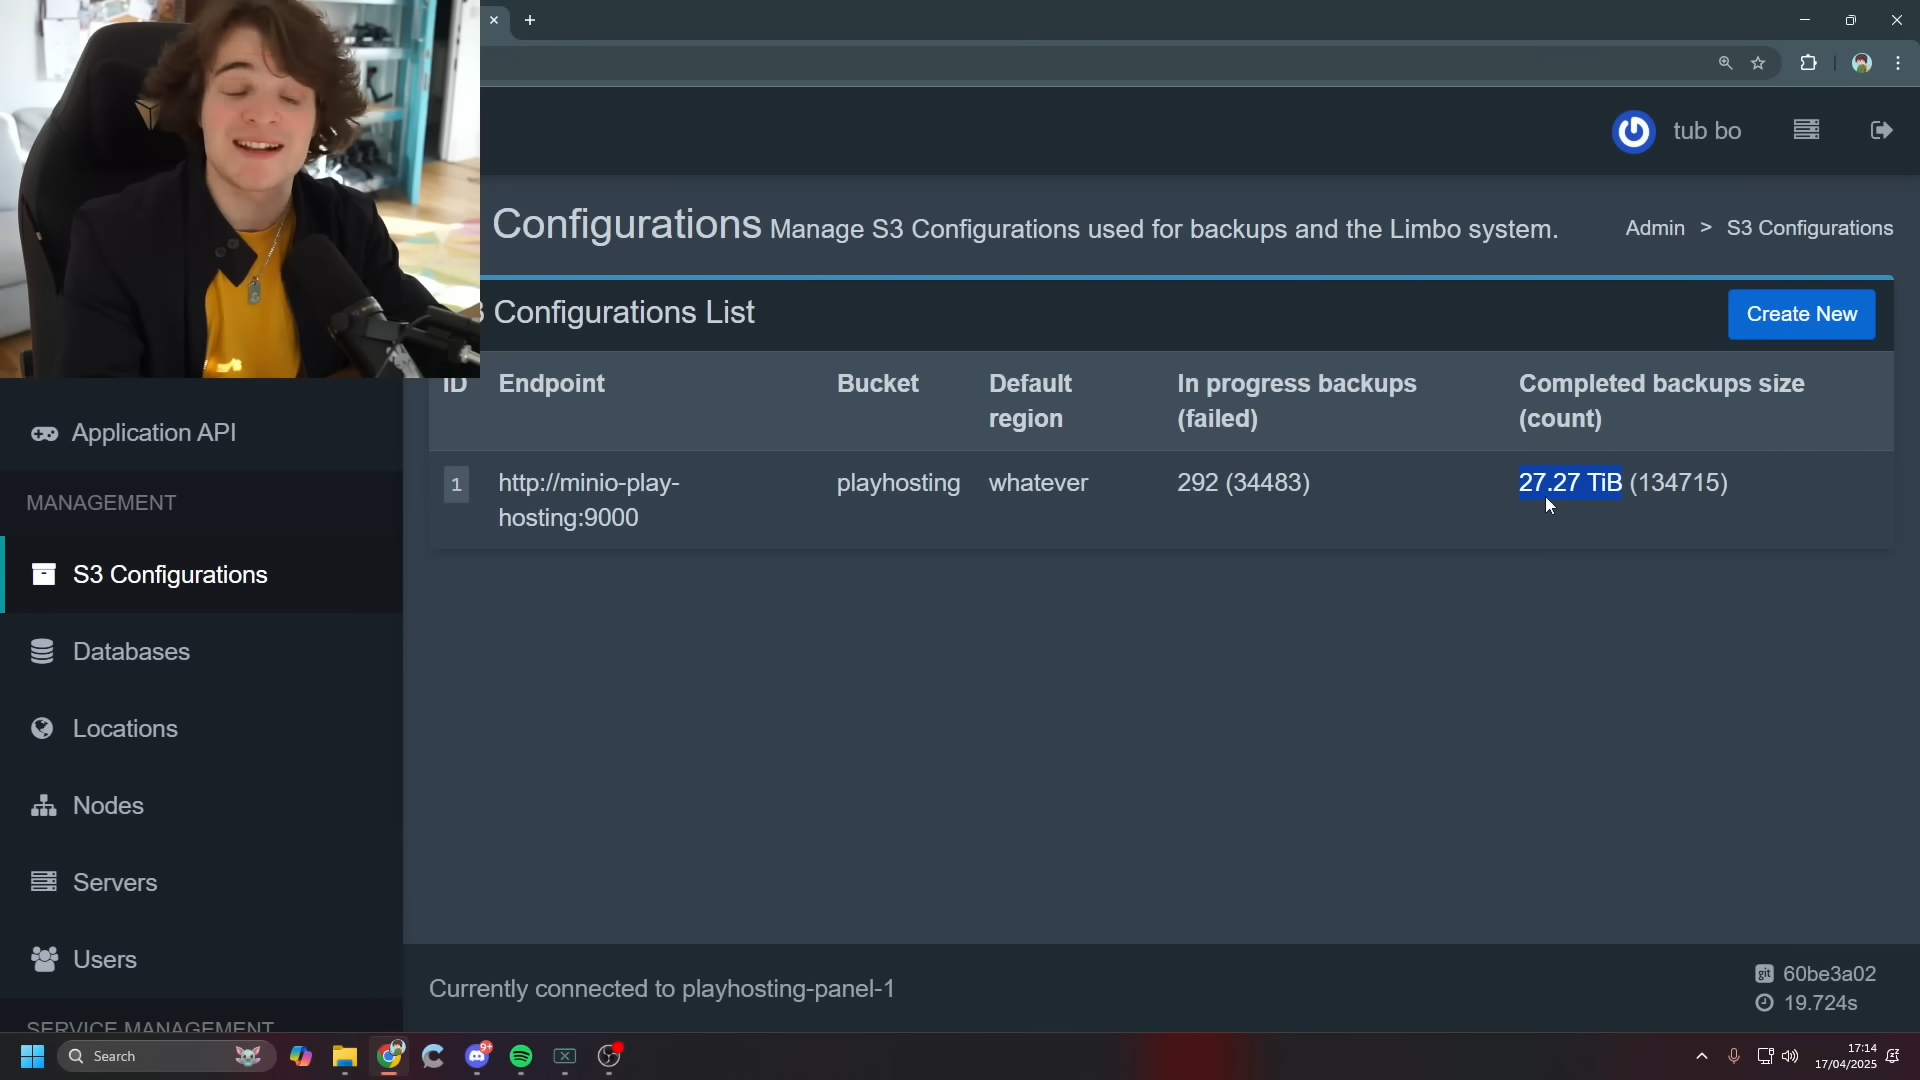 tub bo
Configurations Manage S3 Configurations used for backups and the Limbo system.
Admin > S3 Configurations
Configurations List
Create New
ID
Endpoint
Bucket
Default
region
In progress backups
(failed)
Completed backups size
(count)
1
http://minio-play-
hosting:9000
playhosting
whatever
292 (34483)
27.27 TiB (134715)
Application API
MANAGEMENT
S3 Configurations
Databases
Locations
Nodes
Servers
Users
SERVICE MANAGEMENT
Currently connected to playhosting-panel-1
git 60be3a02
19.724s
Search
9+
17:14
17/04/2025